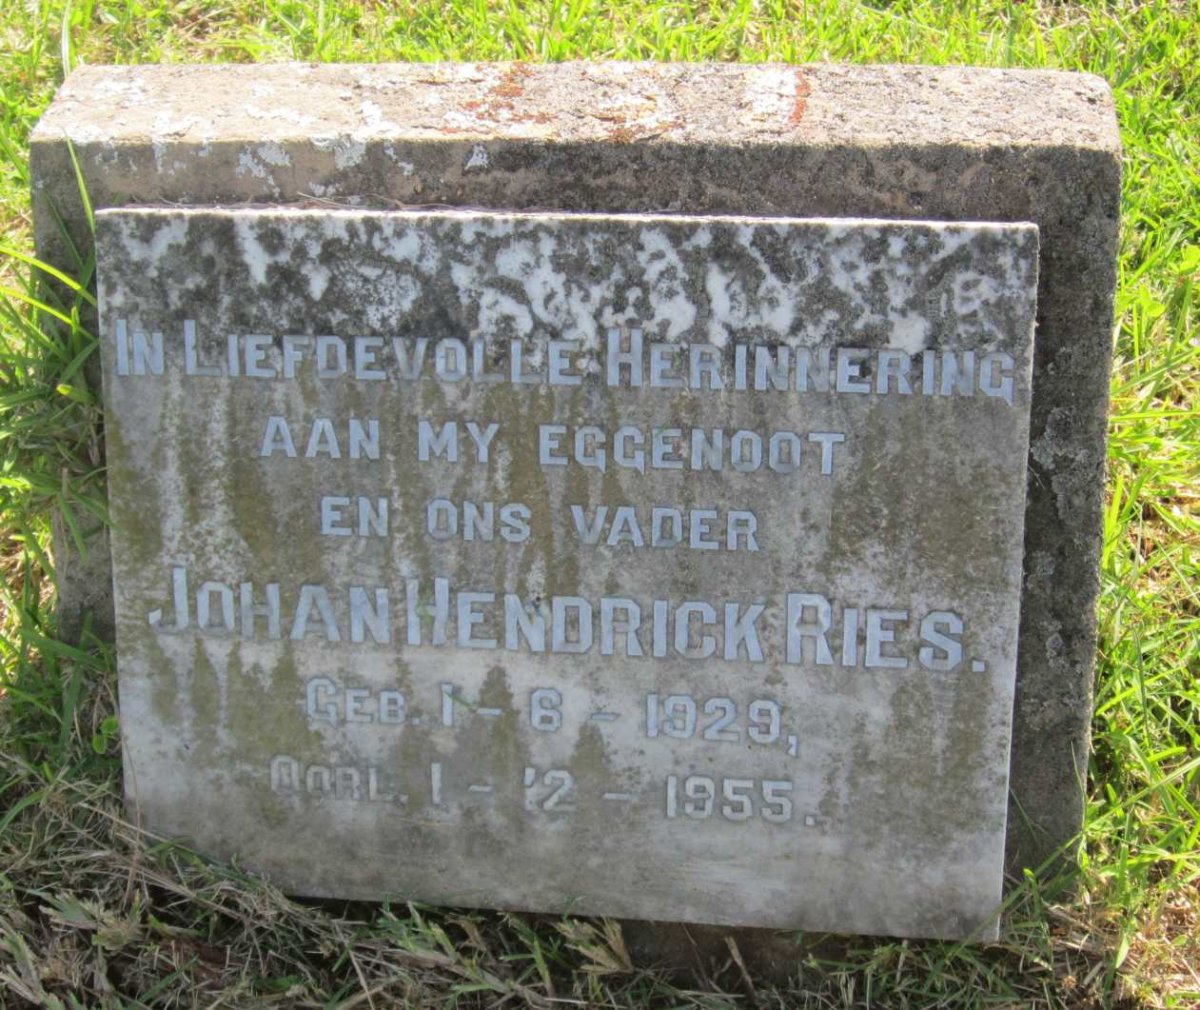 IN LIEFDEVOLLE HERINNERING
AAN MY EGGENOOT
EN ONS VADER
JOHAN HENDRICK RIES.
GEB. 1 - 6 - 1929,
OORL. 1 - 12 - 1955.